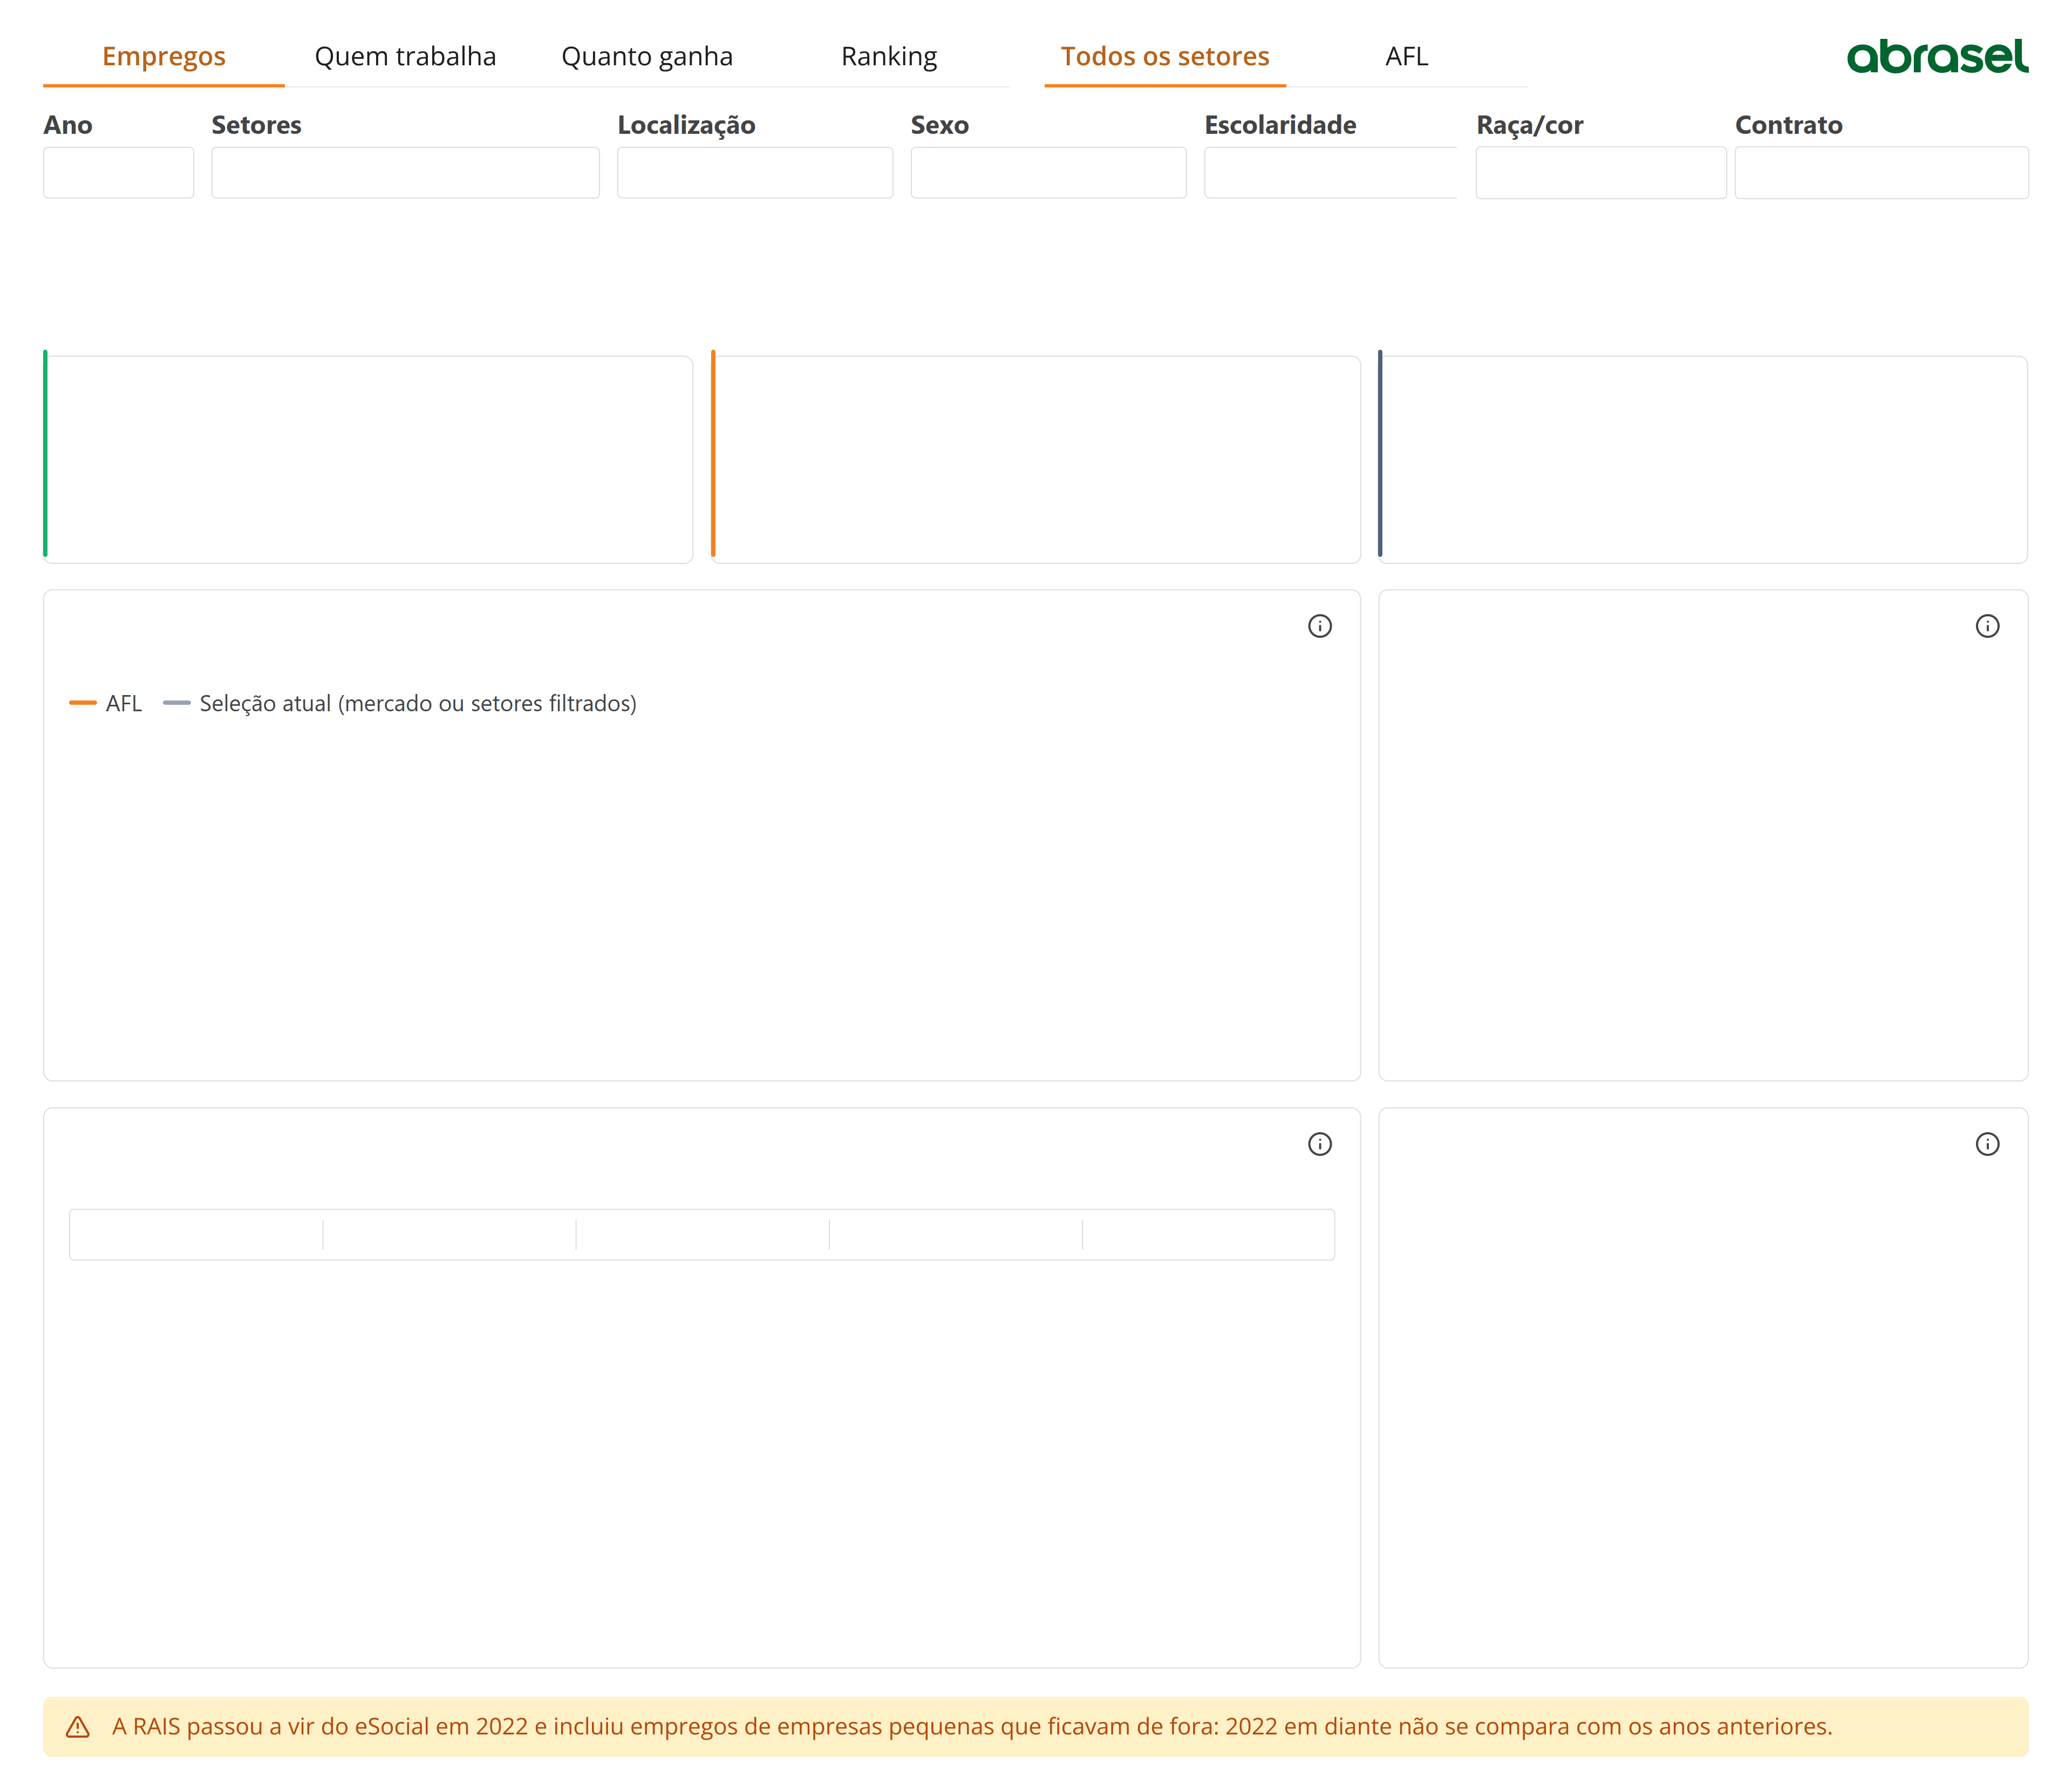 Empregos Quem trabalha Quanto ganha Ranking Todos os setores AFL abrasel
Ano Setores Localização Sexo Escolaridade Raça/cor Contrato
AFL Seleção atual (mercado ou setores filtrados)
A RAIS passou a vir do eSocial em 2022 e incluiu empregos de empresas pequenas que ficavam de fora: 2022 em diante não se compara com os anos anteriores.